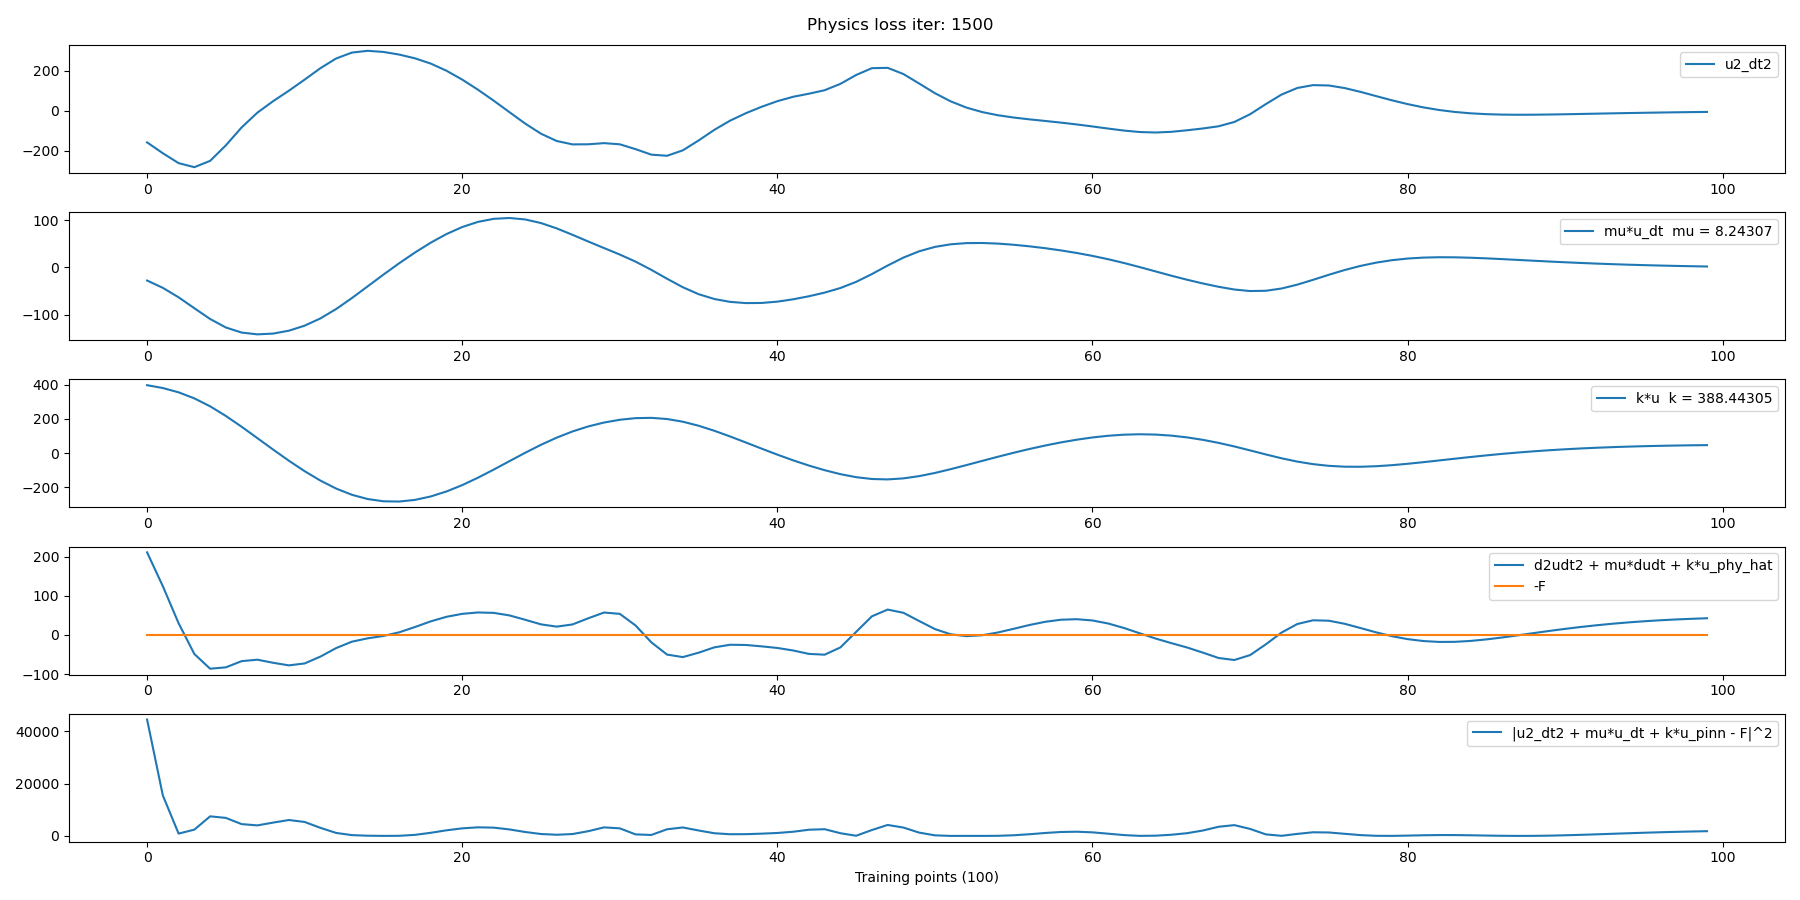 Physics loss iter: 1500
u2_dt2
200
0
−200
0 20 40 60 80 100
mu*u_dt  mu = 8.24307
100
0
−100
0 20 40 60 80 100
k*u  k = 388.44305
400
200
0
−200
0 20 40 60 80 100
d2udt2 + mu*dudt + k*u_phy_hat
-F
200
100
0
−100
0 20 40 60 80 100
|u2_dt2 + mu*u_dt + k*u_pinn - F|^2
40000
20000
0
0 20 40 60 80 100
Training points (100)